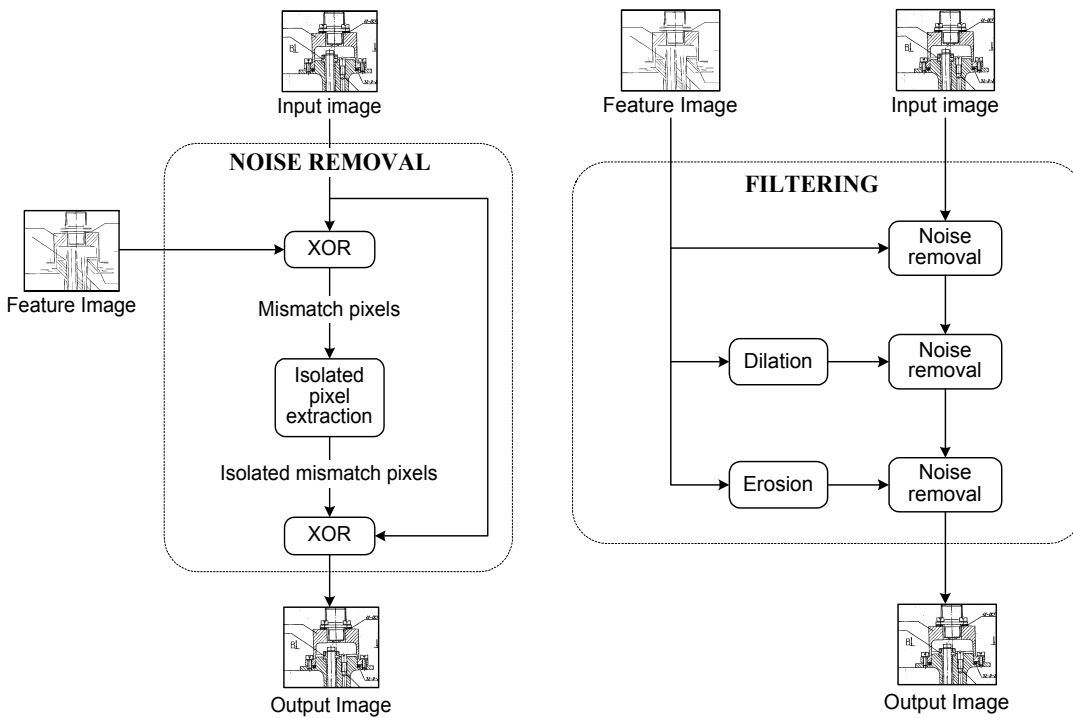 Input image
NOISE REMOVAL
XOR
Feature Image
Mismatch pixels
Isolated
pixel
extraction
Isolated mismatch pixels
XOR
Output Image
Feature Image
Input image
FILTERING
Noise
removal
Dilation
Noise
removal
Erosion
Noise
removal
Output Image